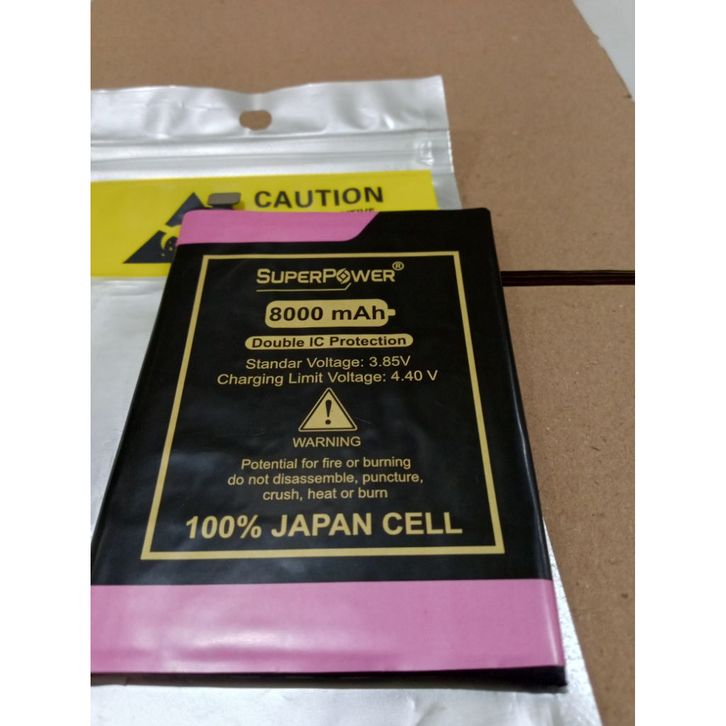 CAUTION
SUPERPOWER®
8000 mAh
Double IC Protection
Standar Voltage: 3.85V
Charging Limit Voltage: 4.40 V
WARNING
Potential for fire or burning
do not disassemble, puncture,
crush, heat or burn
100% JAPAN CELL